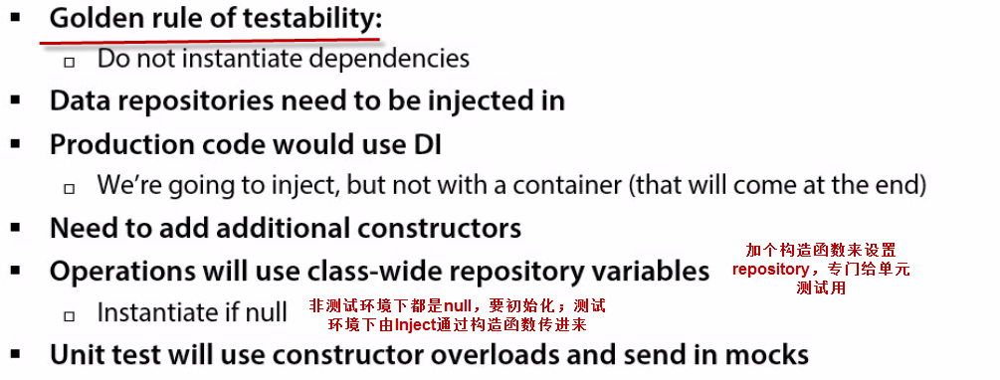 Golden rule of testability:
Do not instantiate dependencies
Data repositories need to be injected in
Production code would use DI
We're going to inject, but not with a container (that will come at the end)
Need to add additional constructors
Operations will use class-wide repository variables
加个构造函数来设置
repository，专门给单元
测试用
Instantiate if null
非测试环境下都是null，要初始化；测试
环境下由Inject通过构造函数传进来
Unit test will use constructor overloads and send in mocks